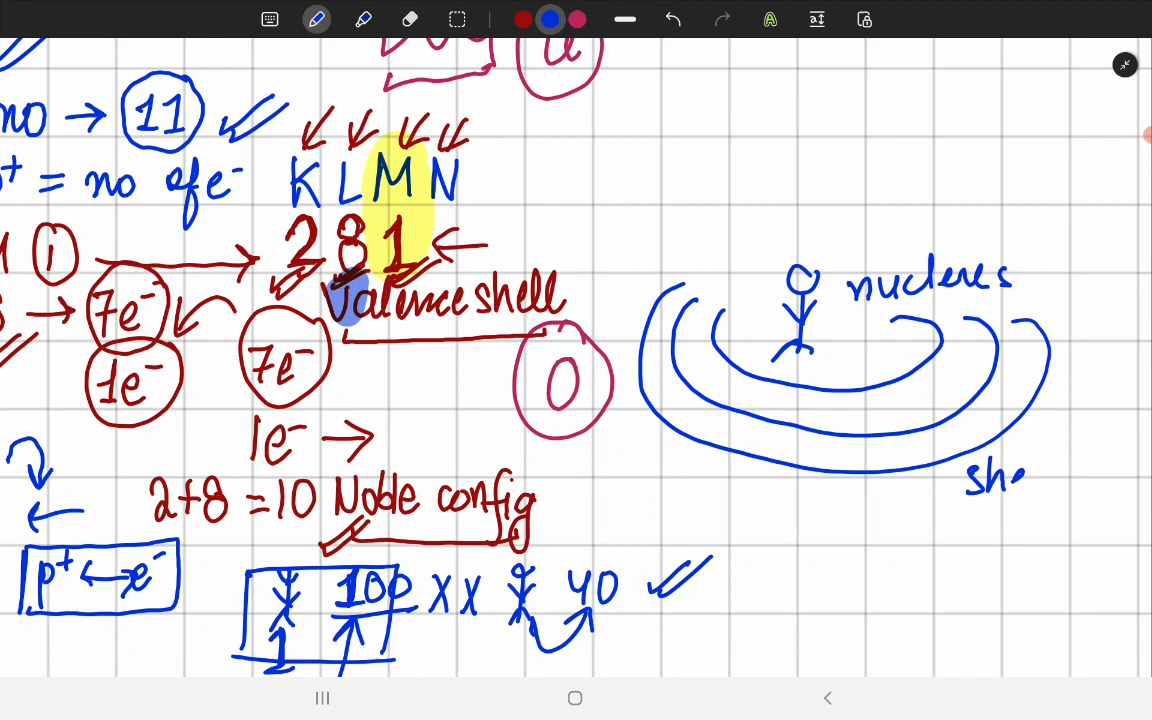 no → 11
p+ = no of e- K L M N
1 2 8 1
→ 7e- Valence shell
nucleus
1e- 7e- 0
1e- →
she
2+8 =10 Noble config
p+ ↔ e- 100 X X 40
1